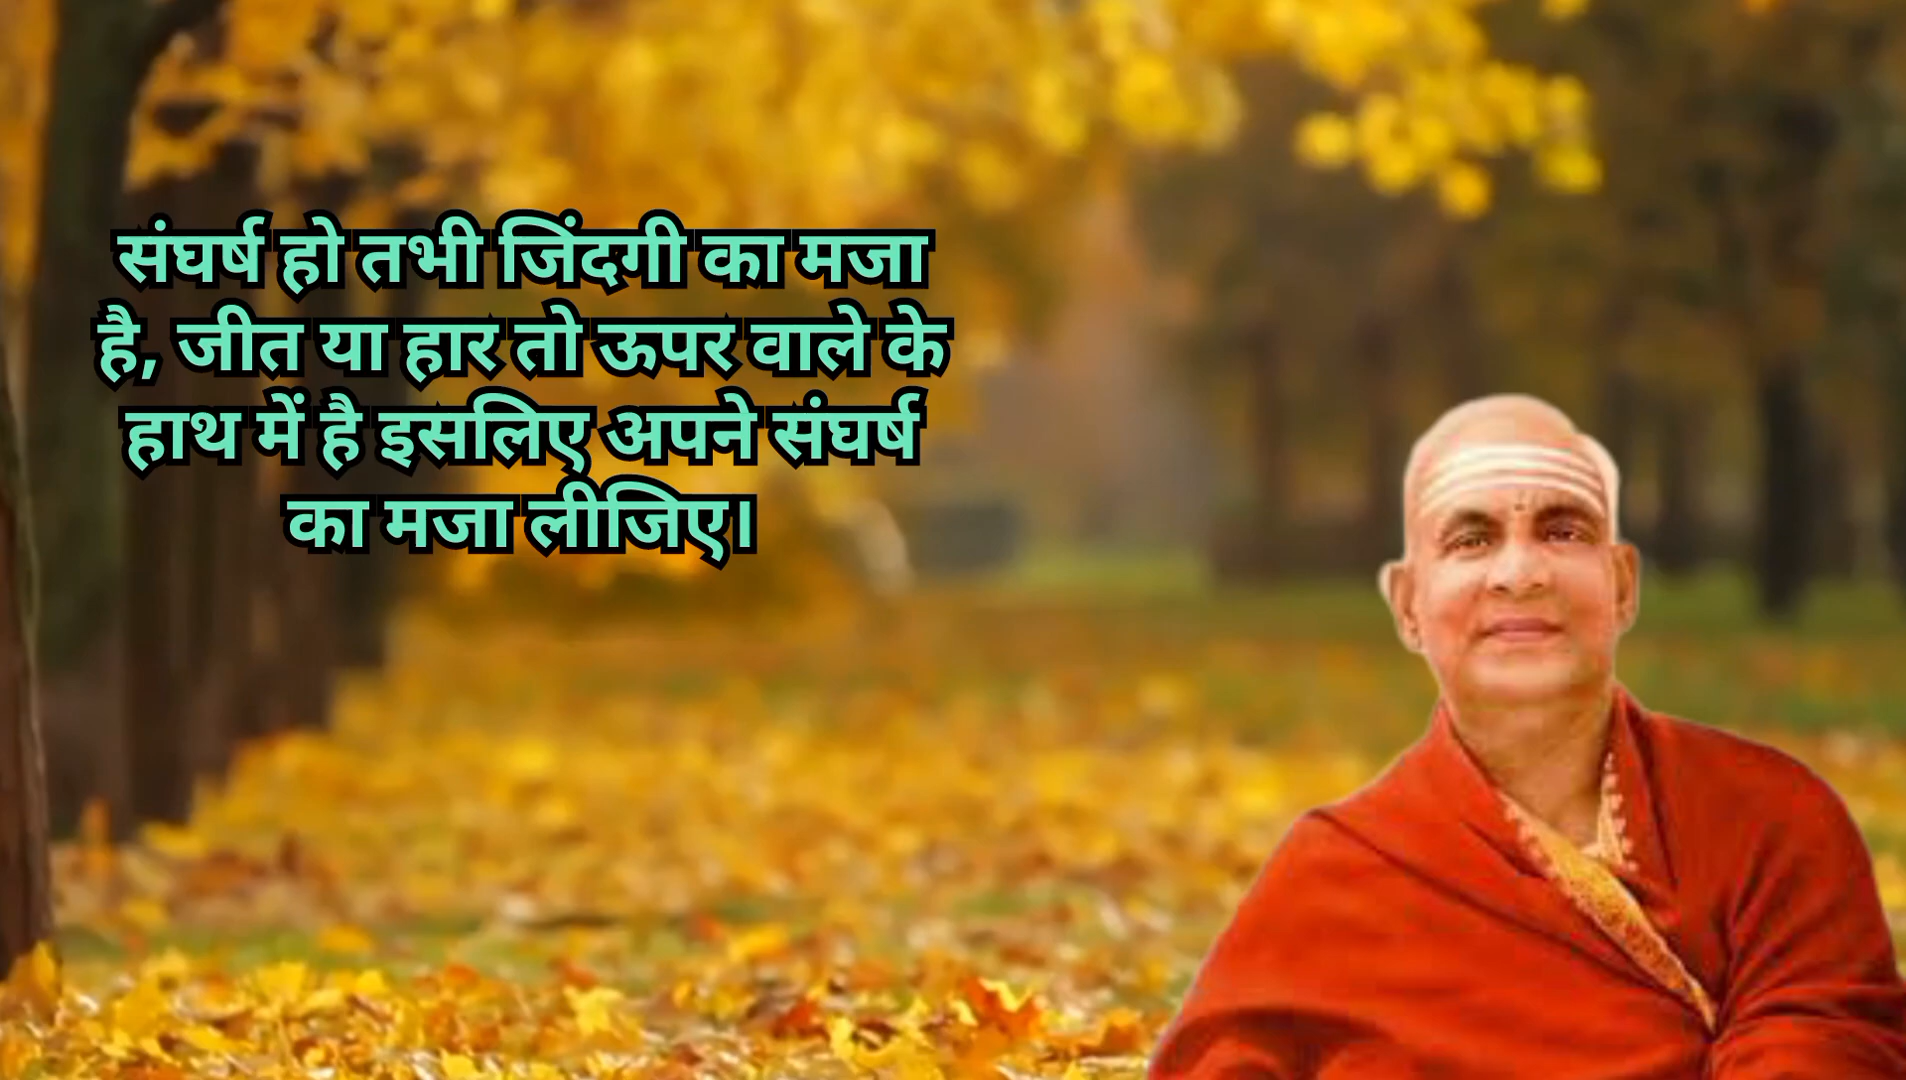 संघर्ष हो तभी जिंदगी का मजा
है, जीत या हार तो ऊपर वाले के
हाथ में है इसलिए अपने संघर्ष
का मजा लीजिए।